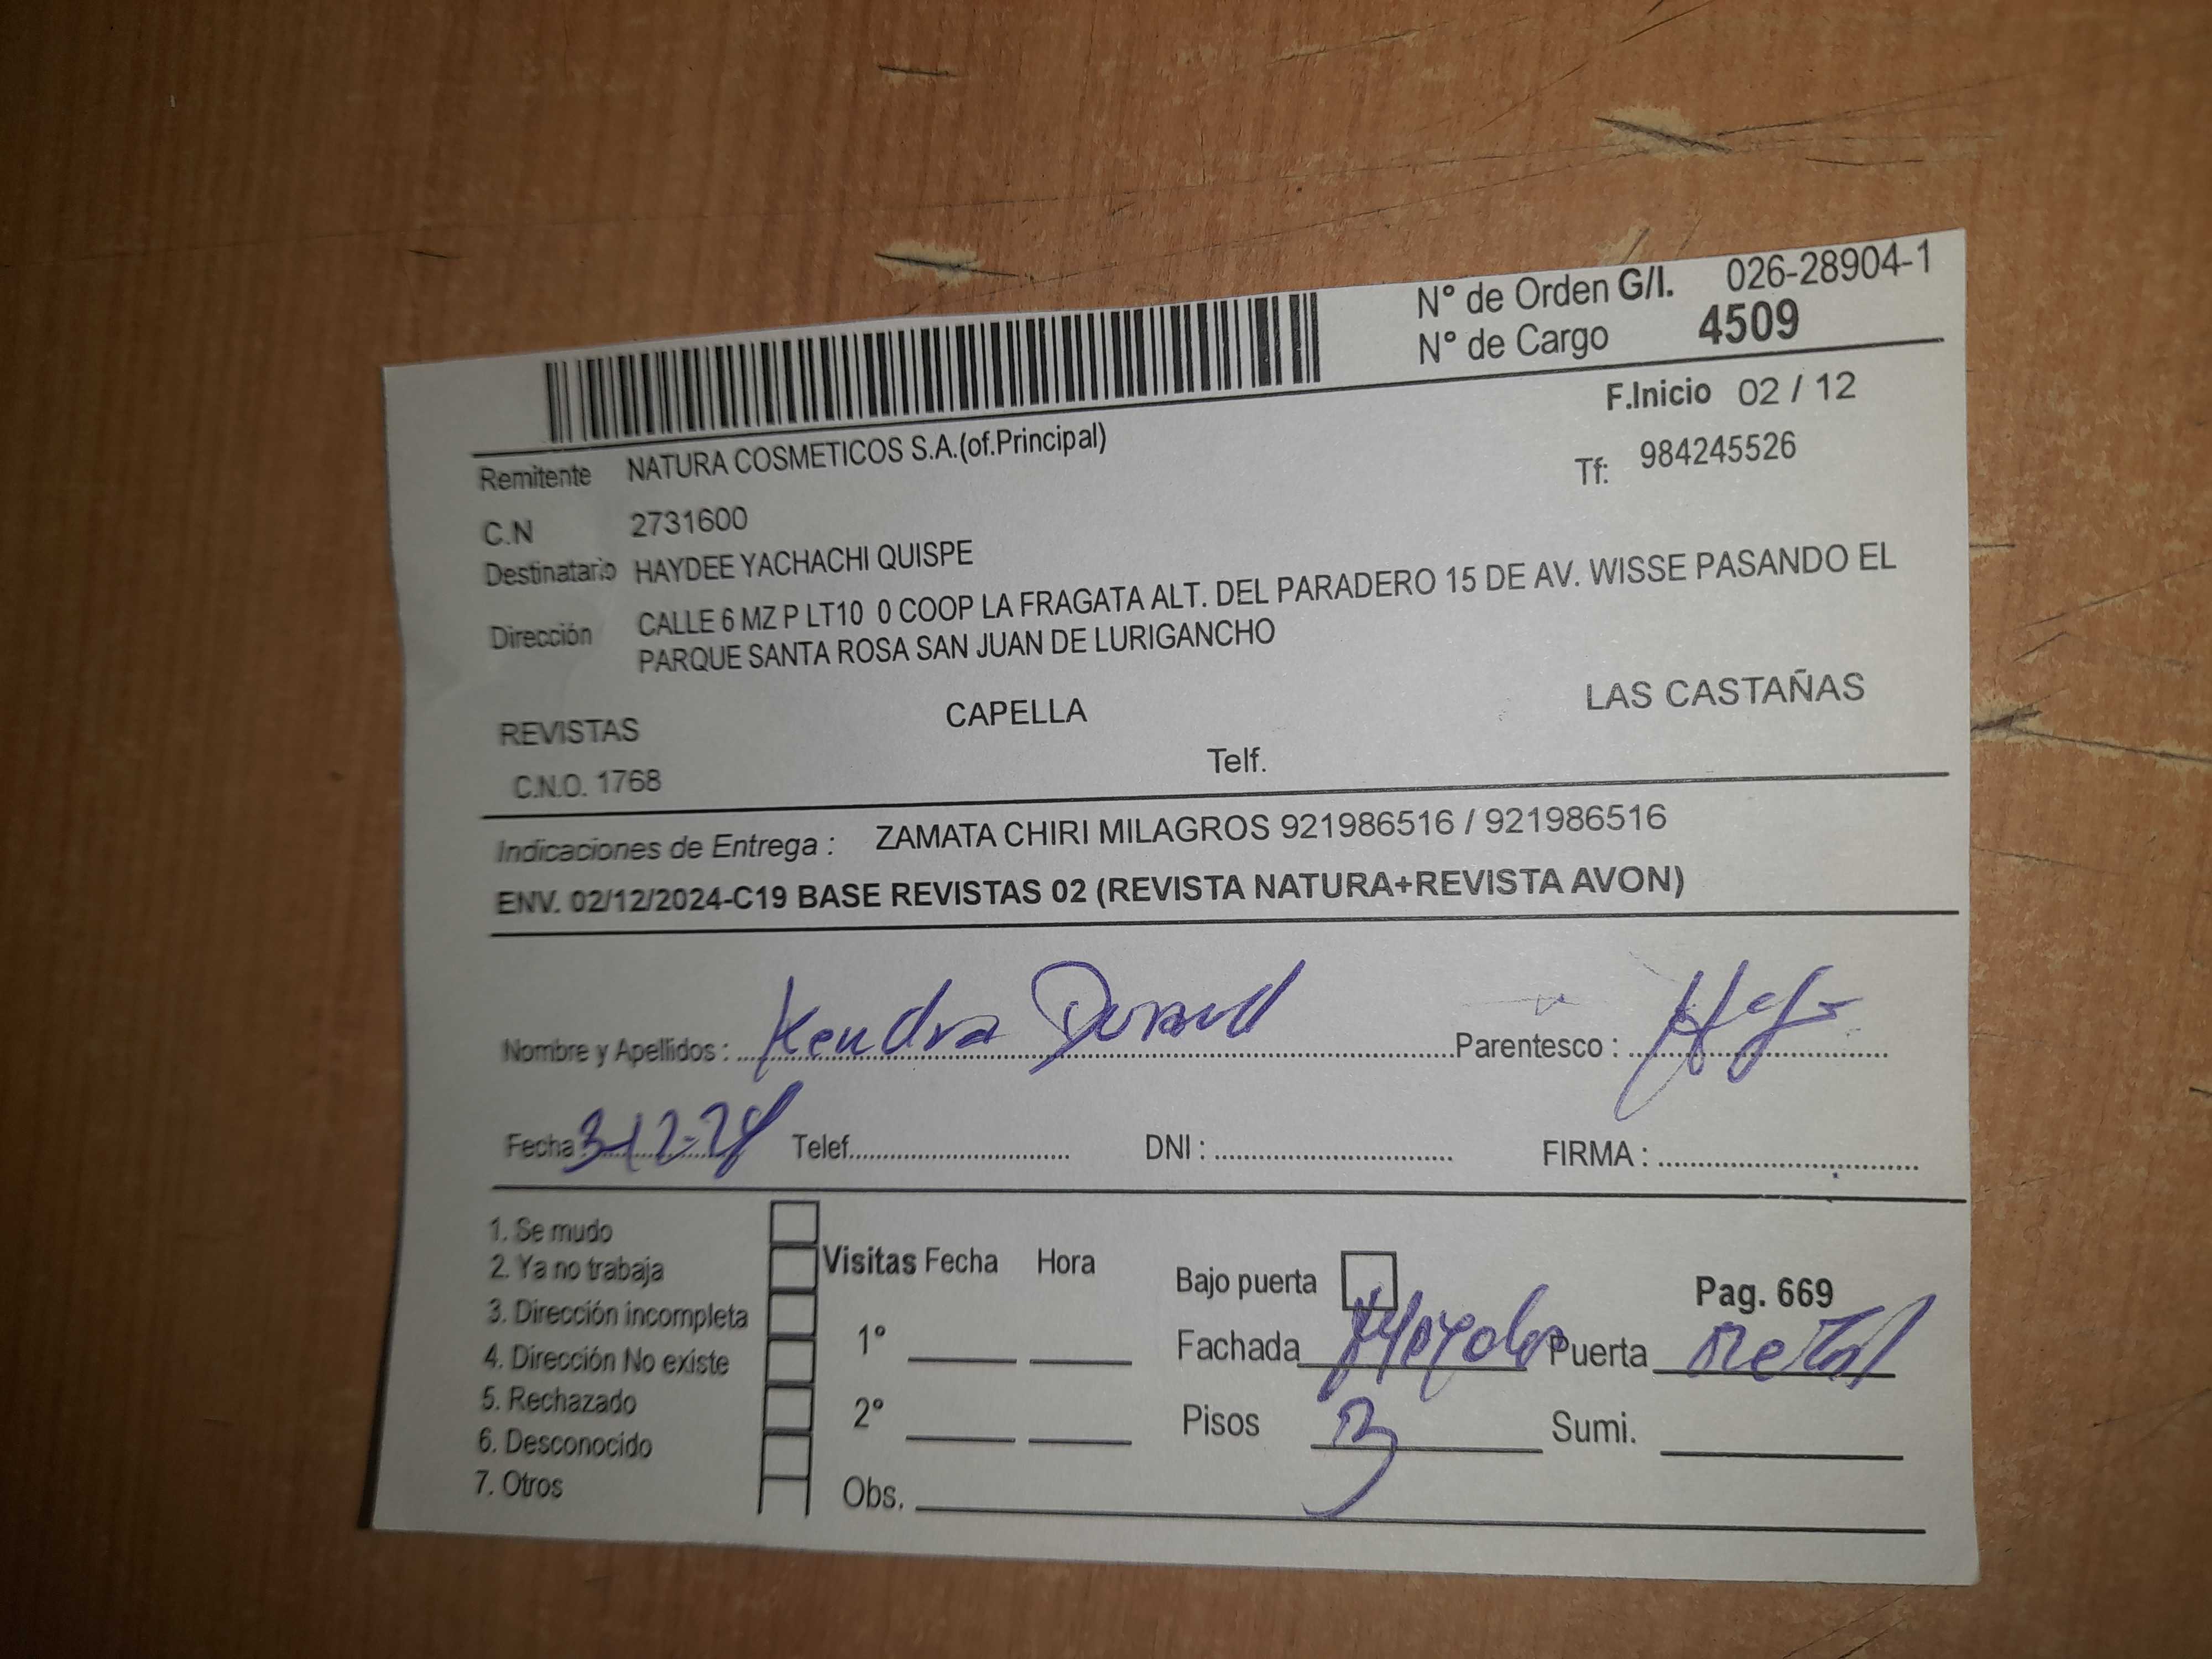 N° de Orden G/I. 026-28904-1
N° de Cargo 4509
F.Inicio 02 / 12
Remitente NATURA COSMETICOS S.A.(of.Principal)
Tf: 984245526
C.N 2731600
Destinatario HAYDEE YACHACHI QUISPE
Dirección CALLE 6 MZ P LT10 0 COOP LA FRAGATA ALT. DEL PARADERO 15 DE AV. WISSE PASANDO EL
PARQUE SANTA ROSA SAN JUAN DE LURIGANCHO
REVISTAS CAPELLA LAS CASTAÑAS
C.N.O. 1768 Telf.
Indicaciones de Entrega : ZAMATA CHIRI MILAGROS 921986516 / 921986516
ENV. 02/12/2024-C19 BASE REVISTAS 02 (REVISTA NATURA+REVISTA AVON)
Nombre y Apellidos : Kendra Parentesco :
Fecha : 3-12-24 Telef. DNI : FIRMA :
1. Se mudo
2. Ya no trabaja
3. Dirección incompleta
4. Dirección No existe
5. Rechazado
6. Desconocido
7. Otros
Visitas Fecha Hora
1°
2°
Obs.
Bajo puerta Pag. 669
Fachada Puerta Metal
Pisos 3 Sumi.